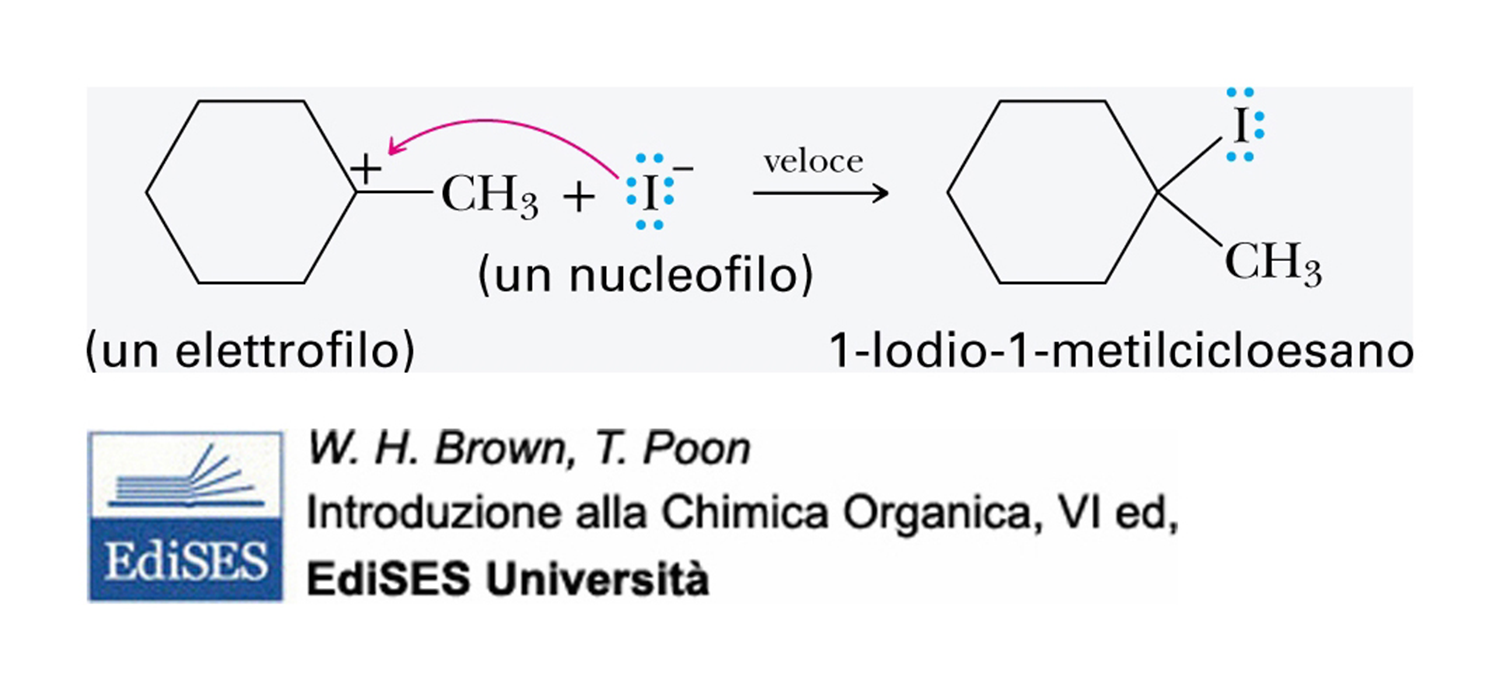 veloce
+
CH₃ + I⁻
I
CH₃
(un nucleofilo)
(un elettrofilo)
1-Iodio-1-metilcicloesano
W. H. Brown, T. Poon
Introduzione alla Chimica Organica, VI ed,
EdiSES
EdiSES Università